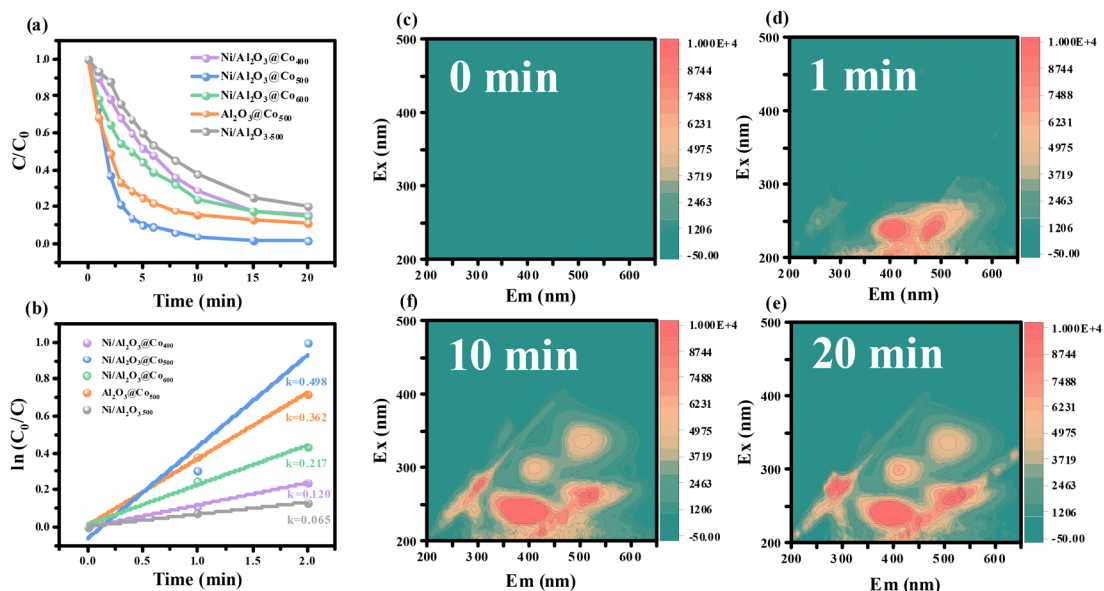 (a)
C/C0
1.0
0.8
0.6
0.4
0.2
0.0
Ni/Al2O3@Co400
Ni/Al2O3@Co500
Ni/Al2O3@Co600
Al2O3@Co500
Ni/Al2O3-500
0
5
10
15
20
Time (min)
(c)
0 min
Ex (nm)
500
400
300
200
200
300
400
500
600
Em (nm)
1.000E+4
8744
7488
6231
4975
3719
2463
1206
-50.00
(d)
1 min
Ex (nm)
500
400
300
200
200
300
400
500
600
Em (nm)
1.000E+4
8744
7488
6231
4975
3719
2463
1206
-50.00
(b)
ln (C0/C)
1.0
0.8
0.6
0.4
0.2
0.0
Ni/Al2O3@Co400
Ni/Al2O3@Co500
Ni/Al2O3@Co600
Al2O3@Co500
Ni/Al2O3-500
k=0.498
k=0.362
k=0.217
k=0.120
k=0.065
0.0
0.5
1.0
1.5
2.0
Time (min)
(f)
10 min
Ex (nm)
500
400
300
200
200
300
400
500
600
Em (nm)
1.000E+4
8744
7488
6231
4975
3719
2463
1206
-50.00
(e)
20 min
Ex (nm)
500
400
300
200
200
300
400
500
600
Em (nm)
1.000E+4
8744
7488
6231
4975
3719
2463
1206
-50.00